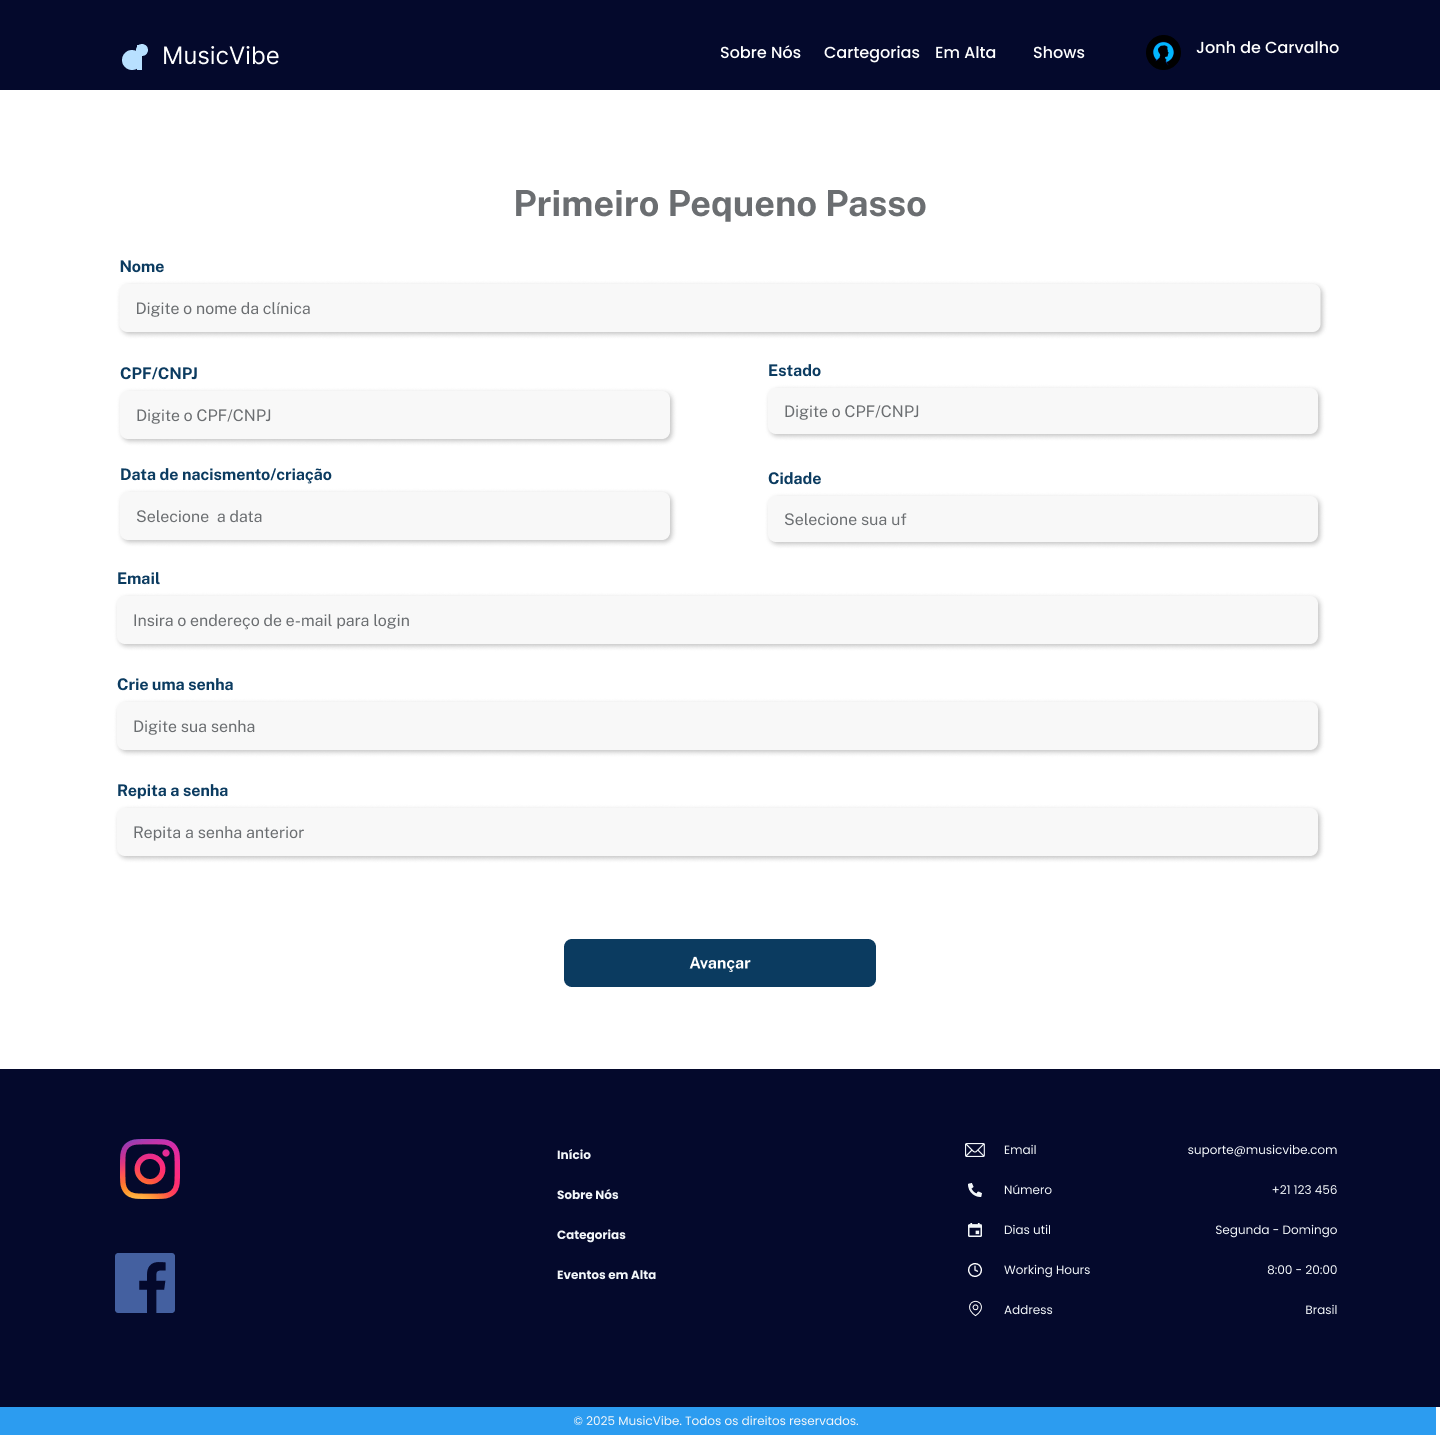 MusicVibe
Sobre Nós
Cartegorias
Em Alta
Shows
Jonh de Carvalho
Primeiro Pequeno Passo
Nome
Digite o nome da clínica
CPF/CNPJ
Digite o CPF/CNPJ
Estado
Digite o CPF/CNPJ
Data de nacismento/criação
Selecione  a data
Cidade
Selecione sua uf
Email
Insira o endereço de e-mail para login
Crie uma senha
Digite sua senha
Repita a senha
Repita a senha anterior
Avançar
Início
Sobre Nós
Categorias
Eventos em Alta
Email suporte@musicvibe.com
Número +21 123 456
Dias util Segunda - Domingo
Working Hours 8:00 - 20:00
Address Brasil
© 2025 MusicVibe. Todos os direitos reservados.